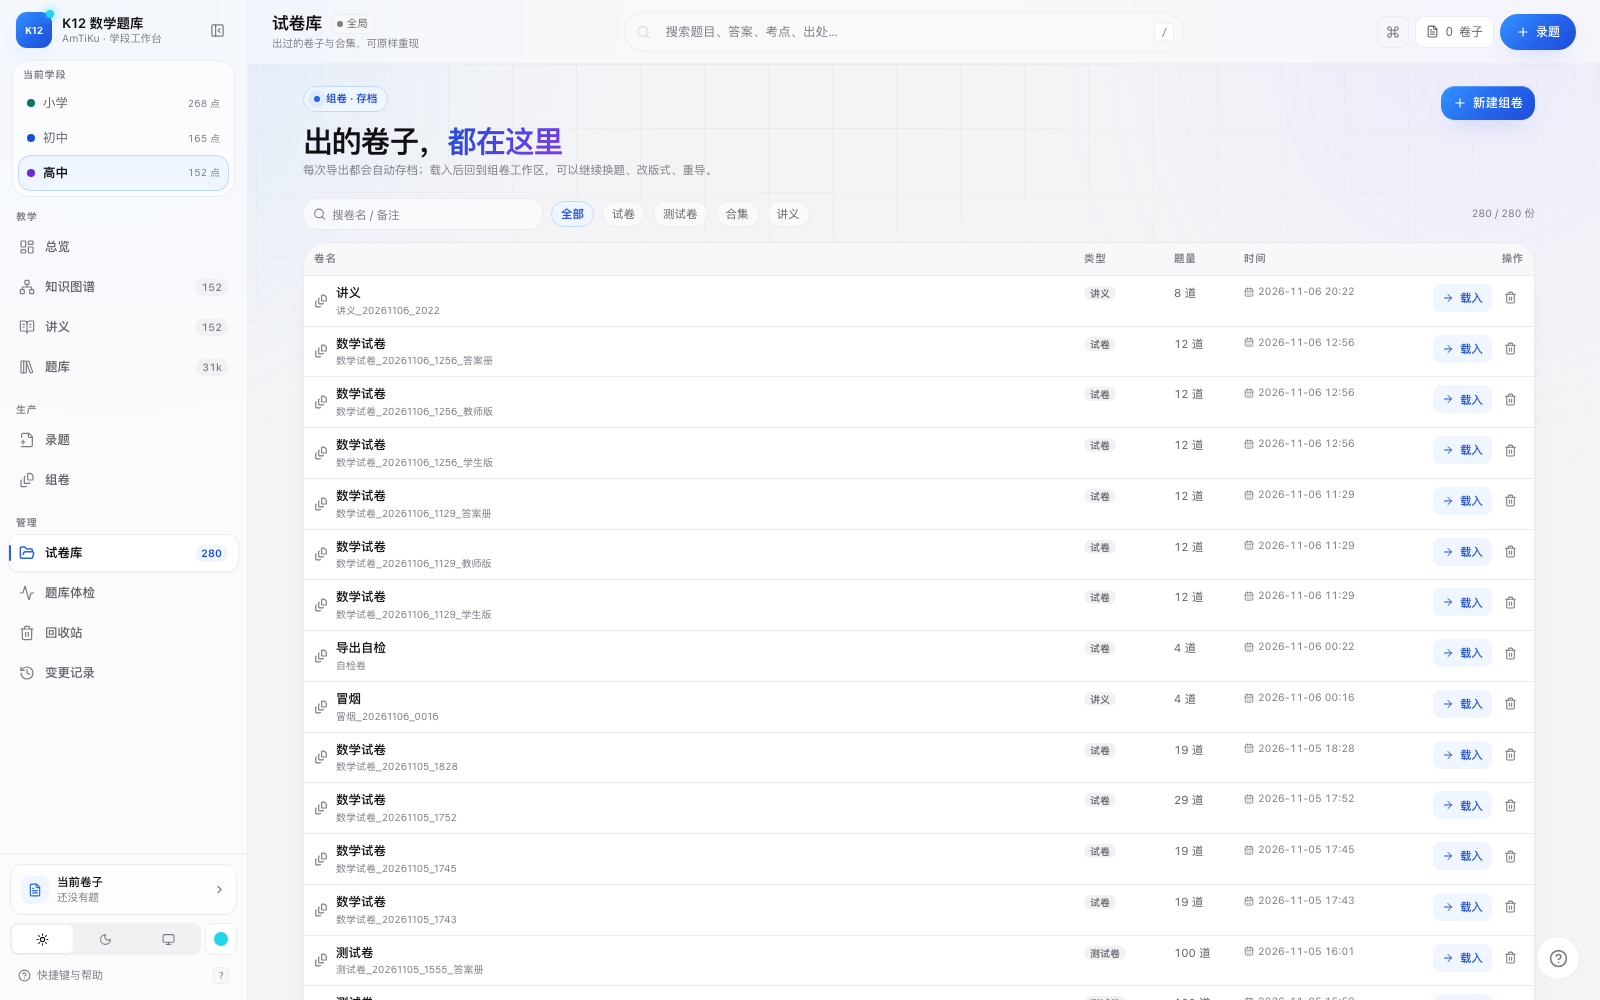 K12
K12 数学题库
AmTiKu · 学段工作台
当前学段
小学 268 点
初中 165 点
高中 152 点
教学
总览
知识图谱 152
讲义 152
题库 31k
生产
录题
组卷
管理
试卷库 280
题库体检
回收站
变更记录
当前卷子
还没有题
快捷键与帮助 ?
试卷库 全局
出过的卷子与合集，可原样重现
搜索题目、答案、考点、出处... /
⌘
0 卷子
+ 录题
组卷 · 存档
+ 新建组卷
出的卷子，都在这里
每次导出都会自动存档；载入后回到组卷工作区，可以继续换题、改版式、重导。
搜卷名 / 备注
全部 试卷 测试卷 合集 讲义
280 / 280 份
卷名 类型 题量 时间 操作
讲义 讲义 8 道 2026-11-06 20:22 载入
讲义_20261106_2022
数学试卷 试卷 12 道 2026-11-06 12:56 载入
数学试卷_20261106_1256_答案册
数学试卷 试卷 12 道 2026-11-06 12:56 载入
数学试卷_20261106_1256_教师版
数学试卷 试卷 12 道 2026-11-06 12:56 载入
数学试卷_20261106_1256_学生版
数学试卷 试卷 12 道 2026-11-06 11:29 载入
数学试卷_20261106_1129_答案册
数学试卷 试卷 12 道 2026-11-06 11:29 载入
数学试卷_20261106_1129_教师版
数学试卷 试卷 12 道 2026-11-06 11:29 载入
数学试卷_20261106_1129_学生版
导出自检 试卷 4 道 2026-11-06 00:22 载入
自检卷
冒烟 讲义 4 道 2026-11-06 00:16 载入
冒烟_20261106_0016
数学试卷 试卷 19 道 2026-11-05 18:28 载入
数学试卷_20261105_1828
数学试卷 试卷 29 道 2026-11-05 17:52 载入
数学试卷_20261105_1752
数学试卷 试卷 19 道 2026-11-05 17:45 载入
数学试卷_20261105_1745
数学试卷 试卷 19 道 2026-11-05 17:43 载入
数学试卷_20261105_1743
测试卷 测试卷 100 道 2026-11-05 16:01 载入
测试卷_20261105_1555_答案册